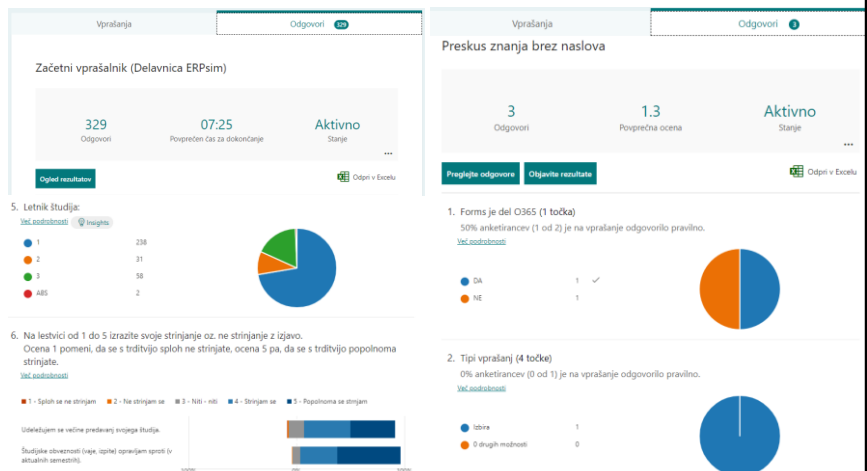 Vprašanja
Odgovori 329
Začetni vprašalnik (Delavnica ERPsim)
329
Odgovori
07:25
Povprečen čas za dokončanje
Aktivno
Stanje
...
Ogled rezultatov
Odpri v Excelu
5. Letnik študija:
Več podrobnosti
Insights
1 238
2 31
3 58
ABS 2
6. Na lestvici od 1 do 5 izrazite svoje strinjanje oz. ne strinjanje z izjavo.
Ocena 1 pomeni, da se s trditvijo sploh ne strinjate, ocena 5 pa, da se s trditvijo popolnoma
strinjate.
Več podrobnosti
1 - Sploh se ne strinjam 2 - Ne strinjam se 3 - Niti - niti 4 - Strinjam se 5 - Popolnoma se strnjam
Udeležujem se večine predavanj svojega študija.
Študijske obveznosti (vaje, izpite) opravljam sproti (v
aktualnih semestrih).
100% 0% 100%
Vprašanja
Odgovori 3
Preskus znanja brez naslova
3
Odgovori
1.3
Povprečna ocena
Aktivno
Stanje
...
Preglejte odgovore
Objavite rezultate
Odpri v Excelu
1. Forms je del O365 (1 točka)
50% anketirancev (1 od 2) je na vprašanje odgovorilo pravilno.
Več podrobnosti
DA 1
NE 1
2. Tipi vprašanj (4 točke)
0% anketirancev (0 od 1) je na vprašanje odgovorilo pravilno.
Več podrobnosti
Izbira 1
0 drugih možnosti 0